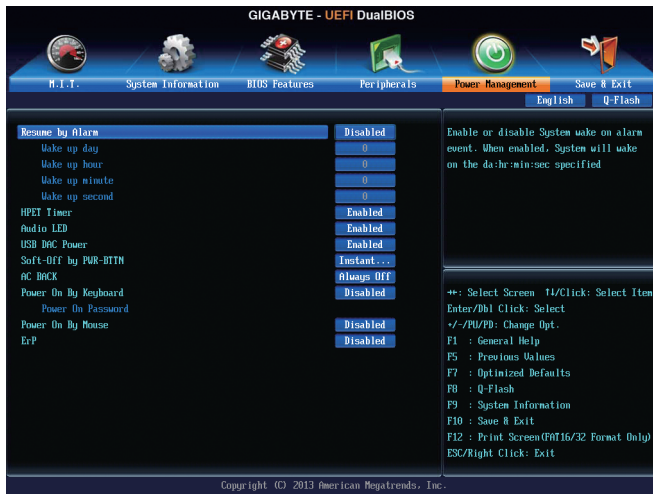 GIGABYTE - UEFI DualBIOS
M.I.T. System Information BIOS Features Peripherals Power Management Save & Exit
English Q-Flash
Resume by Alarm Disabled
Wake up day 0
Wake up hour 0
Wake up minute 0
Wake up second 0
HPET Timer Enabled
Audio LED Enabled
USB DAC Power Enabled
Soft-Off by PWR-BTTN Instant...
AC BACK Always Off
Power On By Keyboard Disabled
Power On Password
Power On By Mouse Disabled
ErP Disabled
Enable or disable System wake on alarm
event. When enabled, System will wake
on the da:hr:min:sec specified
→←: Select Screen ↑↓/Click: Select Item
Enter/Dbl Click: Select
+/-/PU/PD: Change Opt.
F1 : General Help
F5 : Previous Values
F7 : Optimized Defaults
F8 : Q-Flash
F9 : System Information
F10 : Save & Exit
F12 : Print Screen(FAT16/32 Format Only)
ESC/Right Click: Exit
Copyright (C) 2013 American Megatrends, Inc.